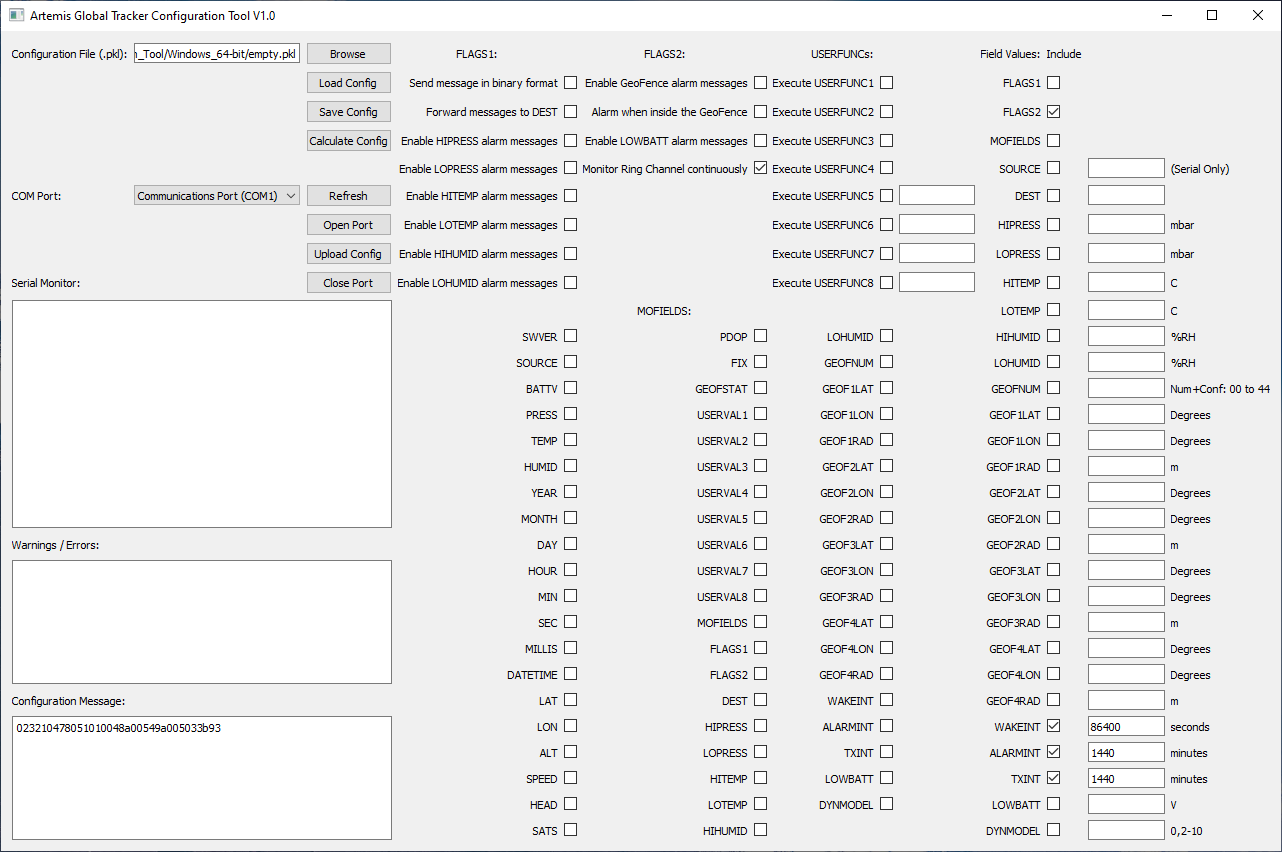 Artemis Global Tracker Configuration Tool V1.0
Configuration File (.pkl): n_Tool/Windows_64-bit/empty.pkl Browse FLAGS1: FLAGS2: USERFUNCs: Field Values: Include
Load Config Send message in binary format Enable GeoFence alarm messages Execute USERFUNC1 FLAGS1
Save Config Forward messages to DEST Alarm when inside the GeoFence Execute USERFUNC2 FLAGS2
Calculate Config Enable HIPRESS alarm messages Enable LOWBATT alarm messages Execute USERFUNC3 MOFIELDS
Enable LOPRESS alarm messages Monitor Ring Channel continuously Execute USERFUNC4 SOURCE (Serial Only)
COM Port: Communications Port (COM1) Refresh Enable HITEMP alarm messages Execute USERFUNC5 DEST
Open Port Enable LOTEMP alarm messages Execute USERFUNC6 HIPRESS mbar
Upload Config Enable HIHUMID alarm messages Execute USERFUNC7 LOPRESS mbar
Serial Monitor: Close Port Enable LOHUMID alarm messages Execute USERFUNC8 HITEMP C
MOFIELDS: LOTEMP C
SWVER PDOP LOHUMID HIHUMID %RH
SOURCE FIX GEOFNUM LOHUMID %RH
BATTV GEOFSTAT GEOF1LAT GEOFNUM Num+Conf: 00 to 44
PRESS USERVAL1 GEOF1LON GEOF1LAT Degrees
TEMP USERVAL2 GEOF1RAD GEOF1LON Degrees
HUMID USERVAL3 GEOF2LAT GEOF1RAD m
YEAR USERVAL4 GEOF2LON GEOF2LAT Degrees
MONTH USERVAL5 GEOF2RAD GEOF2LON Degrees
Warnings / Errors: DAY USERVAL6 GEOF3LAT GEOF2RAD m
HOUR USERVAL7 GEOF3LON GEOF3LAT Degrees
MIN USERVAL8 GEOF3RAD GEOF3LON Degrees
SEC MOFIELDS GEOF4LAT GEOF3RAD m
MILLIS FLAGS1 GEOF4LON GEOF4LAT Degrees
DATETIME FLAGS2 GEOF4RAD GEOF4LON Degrees
Configuration Message: LAT DEST WAKEINT GEOF4RAD m
023210478051010048a00549a005033b93 LON HIPRESS ALARMINT WAKEINT 86400 seconds
ALT LOPRESS TXINT ALARMINT 1440 minutes
SPEED HITEMP LOWBATT TXINT 1440 minutes
HEAD LOTEMP DYNMODEL LOWBATT V
SATS HIHUMID DYNMODEL 0,2-10